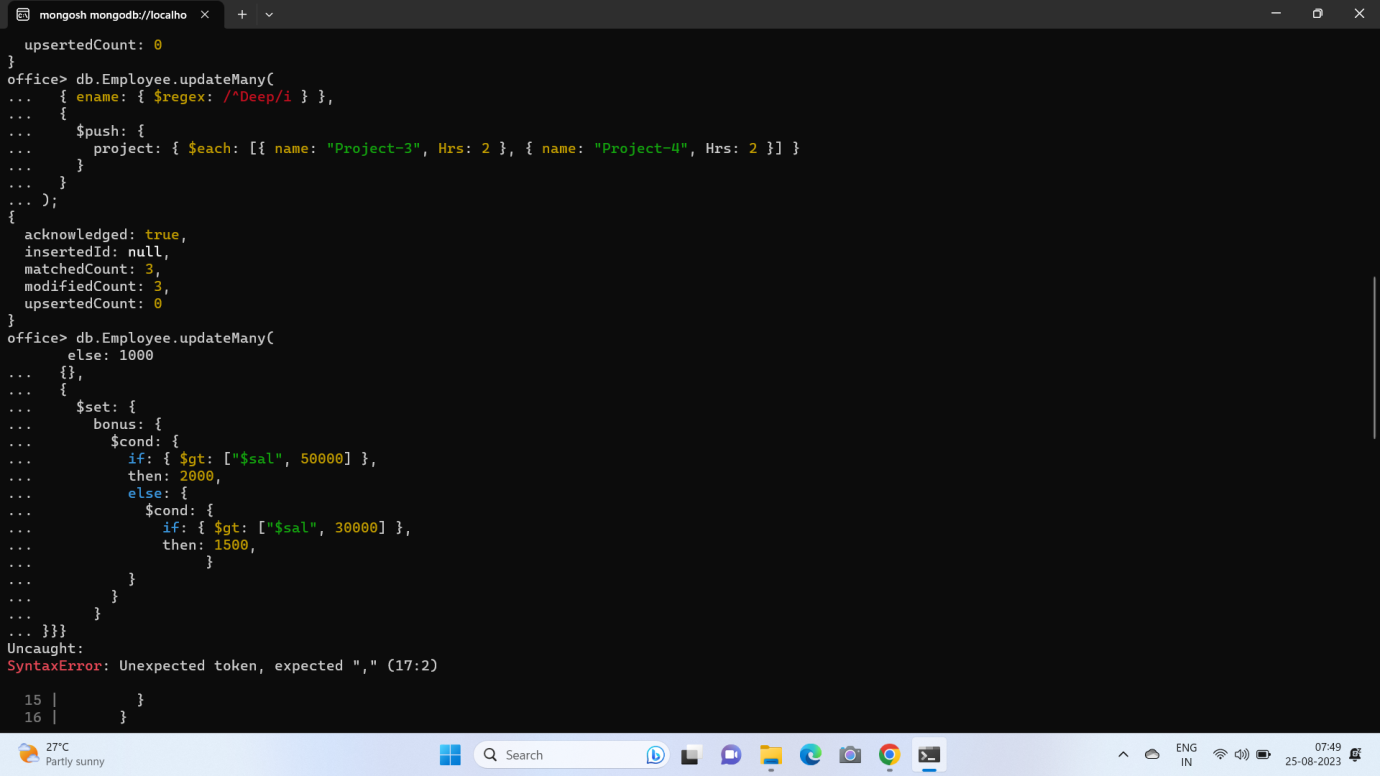 mongosh mongodb://localho
  upsertedCount: 0
}
office> db.Employee.updateMany(
...   { ename: { $regex: /^Deep/i } },
...   {
...     $push: {
...       project: { $each: [{ name: "Project-3", Hrs: 2 }, { name: "Project-4", Hrs: 2 }] }
...     }
...   }
... );
{
  acknowledged: true,
  insertedId: null,
  matchedCount: 3,
  modifiedCount: 3,
  upsertedCount: 0
}
office> db.Employee.updateMany(
       else: 1000
...   {},
...   {
...     $set: {
...       bonus: {
...         $cond: {
...           if: { $gt: ["$sal", 50000] },
...           then: 2000,
...           else: {
...             $cond: {
...               if: { $gt: ["$sal", 30000] },
...               then: 1500,
...                    }
...           }
...         }
...       }
... }}}
Uncaught:
SyntaxError: Unexpected token, expected "," (17:2)
  15 |         }
  16 |       }
27°C
Partly sunny
Search
ENG
IN
07:49
25-08-2023